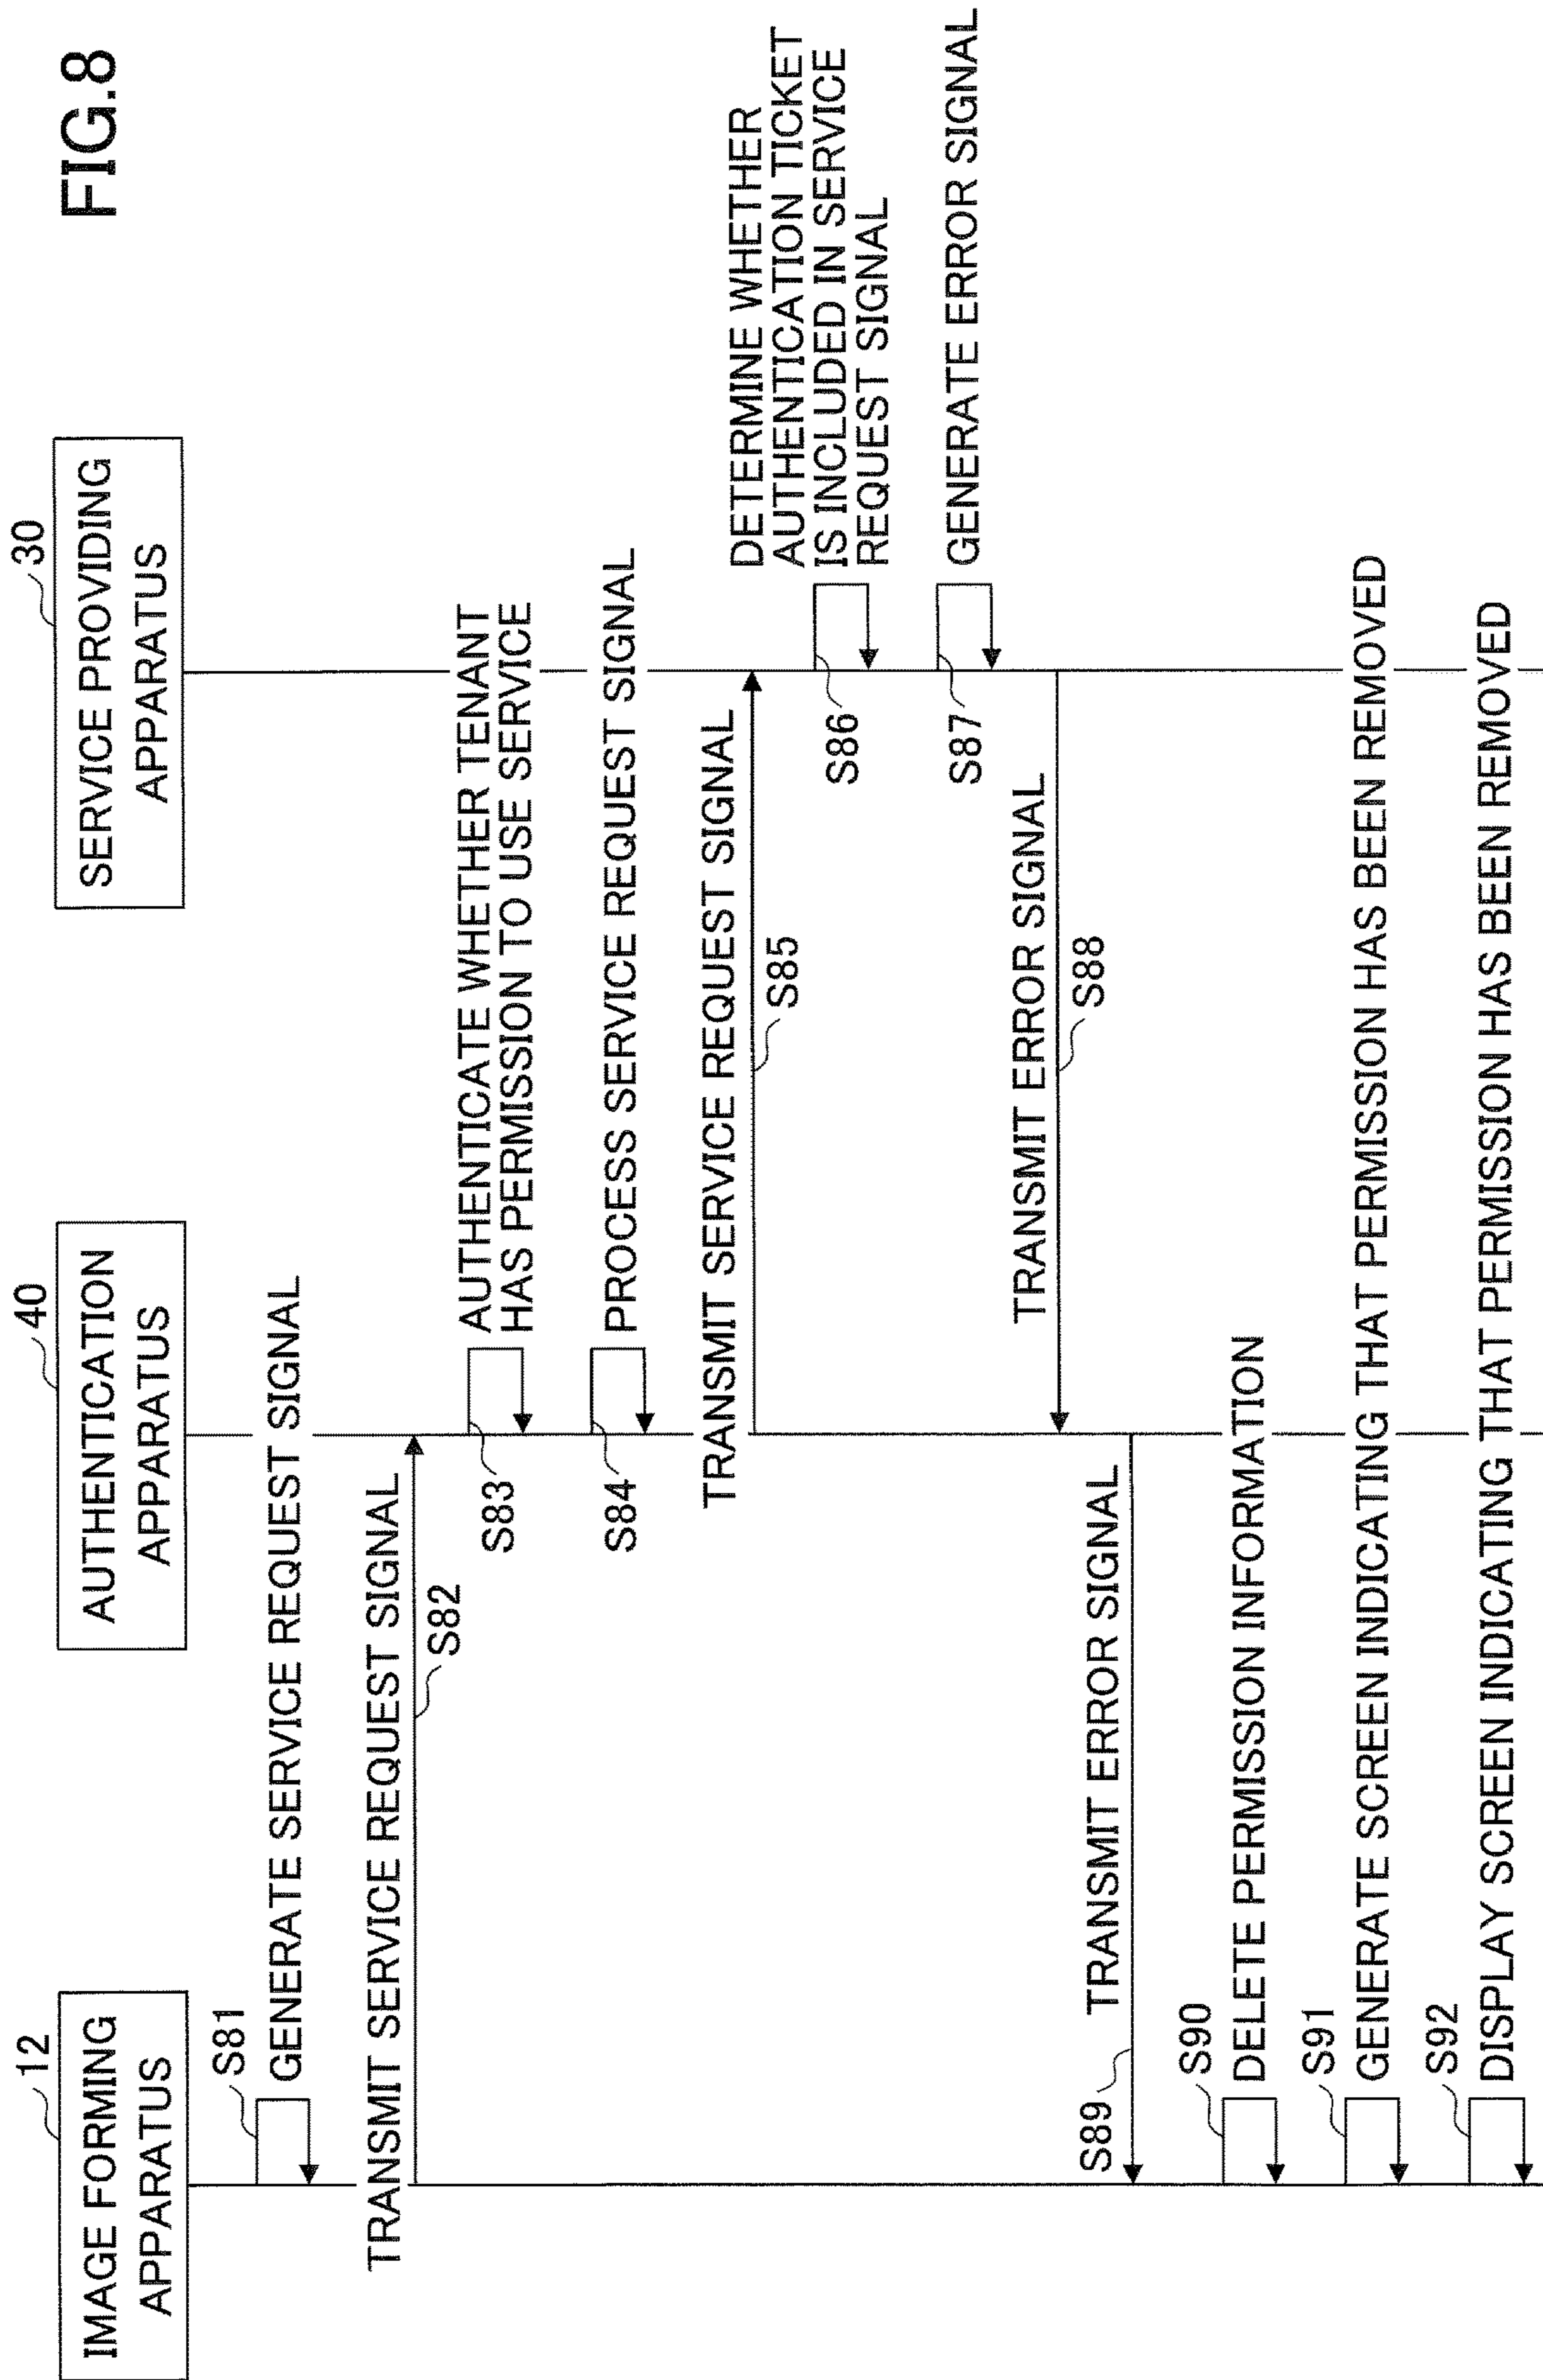 FIG.8
12
IMAGE FORMING
APPARATUS
40
AUTHENTICATION
APPARATUS
30
SERVICE PROVIDING
APPARATUS
S81
GENERATE SERVICE REQUEST SIGNAL
TRANSMIT SERVICE REQUEST SIGNAL
S82
AUTHENTICATE WHETHER TENANT
HAS PERMISSION TO USE SERVICE
S83
PROCESS SERVICE REQUEST SIGNAL
S84
TRANSMIT SERVICE REQUEST SIGNAL
S85
DETERMINE WHETHER
AUTHENTICATION TICKET
IS INCLUDED IN SERVICE
REQUEST SIGNAL
S86
GENERATE ERROR SIGNAL
S87
TRANSMIT ERROR SIGNAL
S88
TRANSMIT ERROR SIGNAL
S89
S90
DELETE PERMISSION INFORMATION
S91
GENERATE SCREEN INDICATING THAT PERMISSION HAS BEEN REMOVED
S92
DISPLAY SCREEN INDICATING THAT PERMISSION HAS BEEN REMOVED